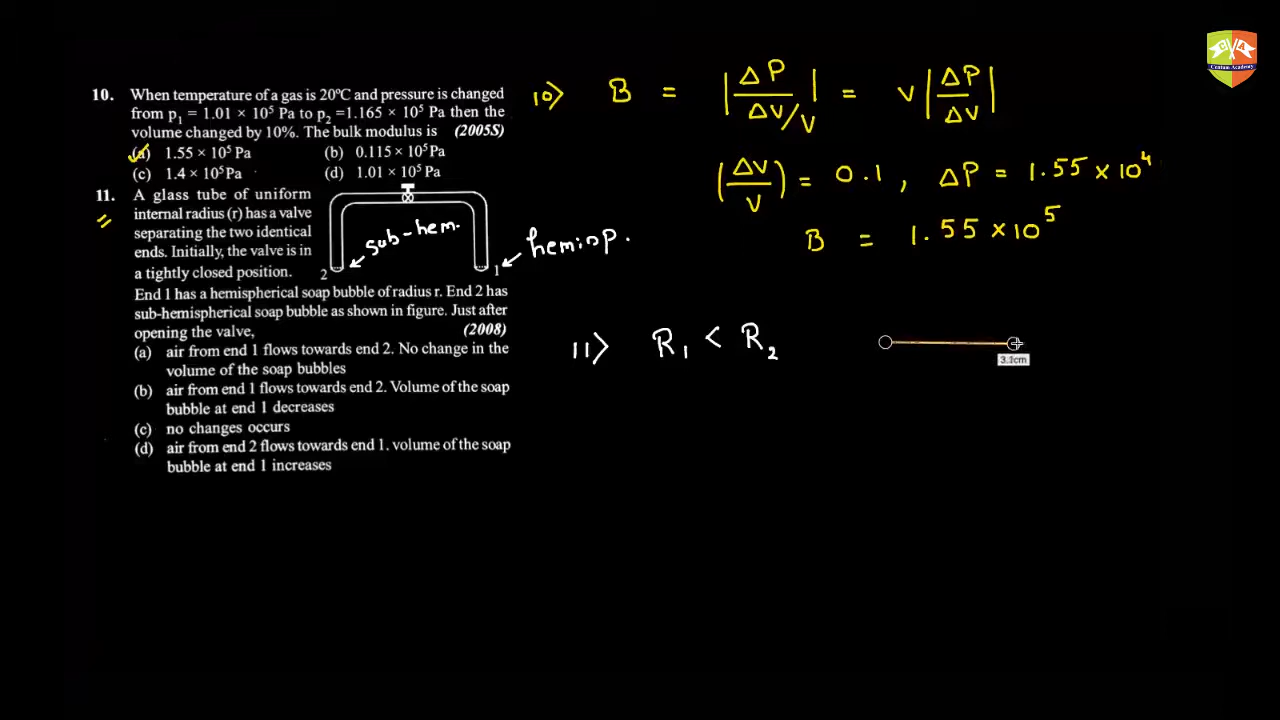 10. When temperature of a gas is 20°C and pressure is changed
from p₁ = 1.01 × 10⁵ Pa to p₂ =1.165 × 10⁵ Pa then the
volume changed by 10%. The bulk modulus is (2005S)
(a) 1.55 × 10⁵ Pa (b) 0.115 × 10⁵ Pa
(c) 1.4 × 10⁵ Pa (d) 1.01 × 10⁵ Pa
11. A glass tube of uniform
internal radius (r) has a valve
separating the two identical
ends. Initially, the valve is in
a tightly closed position.
2 1
sub-hem.
hemisp.
End 1 has a hemispherical soap bubble of radius r. End 2 has
sub-hemispherical soap bubble as shown in figure. Just after
opening the valve, (2008)
(a) air from end 1 flows towards end 2. No change in the
volume of the soap bubbles
(b) air from end 1 flows towards end 2. Volume of the soap
bubble at end 1 decreases
(c) no changes occurs
(d) air from end 2 flows towards end 1. volume of the soap
bubble at end 1 increases
10> B = |ΔP / ΔV/V| = V |ΔP / ΔV|
(ΔV / V) = 0.1 , ΔP = 1.55 × 10⁴
B = 1.55 × 10⁵
11> R₁ < R₂
3.1cm
CA
Centum Academy